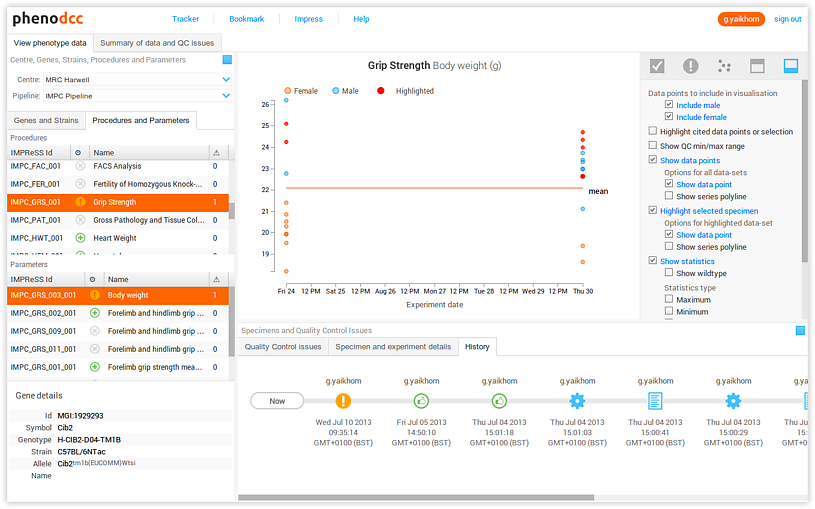 phenodcc
Tracker
Bookmark
Impress
Help
g.yaikhom
sign out
View phenotype data
Summary of data and QC issues
Centre, Genes, Strains, Procedures and Parameters
Centre: MRC Harwell
Pipeline: IMPC Pipeline
Genes and Strains
Procedures and Parameters
Procedures
IMPReSS Id Name
IMPC_FAC_001 FACS Analysis 0
IMPC_FER_001 Fertility of Homozygous Knock-... 0
IMPC_GRS_001 Grip Strength 1
IMPC_PAT_001 Gross Pathology and Tissue Col... 0
IMPC_HWT_001 Heart Weight 0
Parameters
IMPReSS Id Name
IMPC_GRS_003_001 Body weight 1
IMPC_GRS_002_001 Forelimb and hindlimb grip ... 0
IMPC_GRS_009_001 Forelimb and hindlimb grip ... 0
IMPC_GRS_011_001 Forelimb and hindlimb grip ... 0
IMPC_GRS_001_001 Forelimb grip strength mea... 0
Gene details
Id MGI:1929293
Symbol Cib2
Genotype H-CIB2-D04-TM1B
Strain C57BL/6NTac
Allele Cib2tm1b(EUCOMM)Wtsi
Name
Grip Strength Body weight (g)
Female
Male
Highlighted
26
25
24
23
22
21
20
19
mean
Fri 24 12 PM Sat 25 12 PM Apr 26 12 PM Mon 27 12 PM Tue 28 12 PM Wed 29 12 PM Thu 30
Experiment date
Data points to include in visualisation
Include male
Include female
Highlight cited data points or selection
Show QC min/max range
Show data points
Options for all data-sets
Show data point
Show series polyline
Highlight selected specimen
Options for highlighted data-set
Show data point
Show series polyline
Show statistics
Show wildtype
Statistics type
Maximum
Minimum
Specimens and Quality Control Issues
Quality Control issues
Specimen and experiment details
History
Now
g.yaikhom g.yaikhom g.yaikhom g.yaikhom g.yaikhom g.yaikhom g.ya
Wed Jul 10 2013 Fri Jul 05 2013 Thu Jul 04 2013 Thu Jul 04 2013 Thu Jul 04 2013 Thu Jul 04 2013 Thu J
09:35:14 14:50:10 15:01:18 15:01:03 15:00:41 15:00:29
GMT+0100 (BST) GMT+0100 (BST) GMT+0100 (BST) GMT+0100 (BST) GMT+0100 (BST) GMT+0100 (BST) GMT+